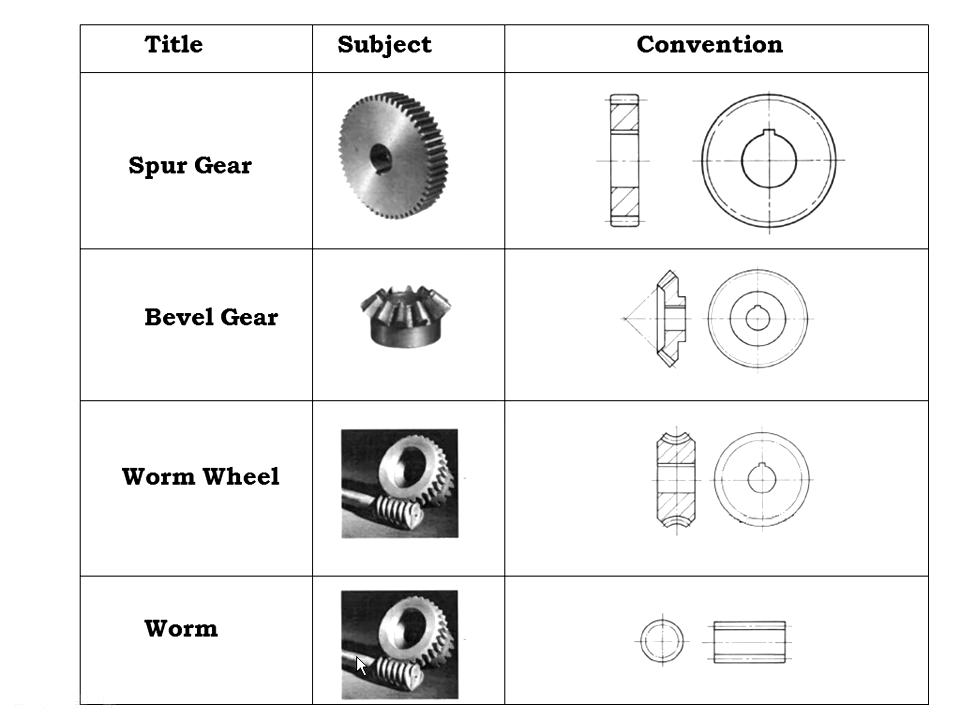 Title Subject Convention
Spur Gear
Bevel Gear
Worm Wheel
Worm